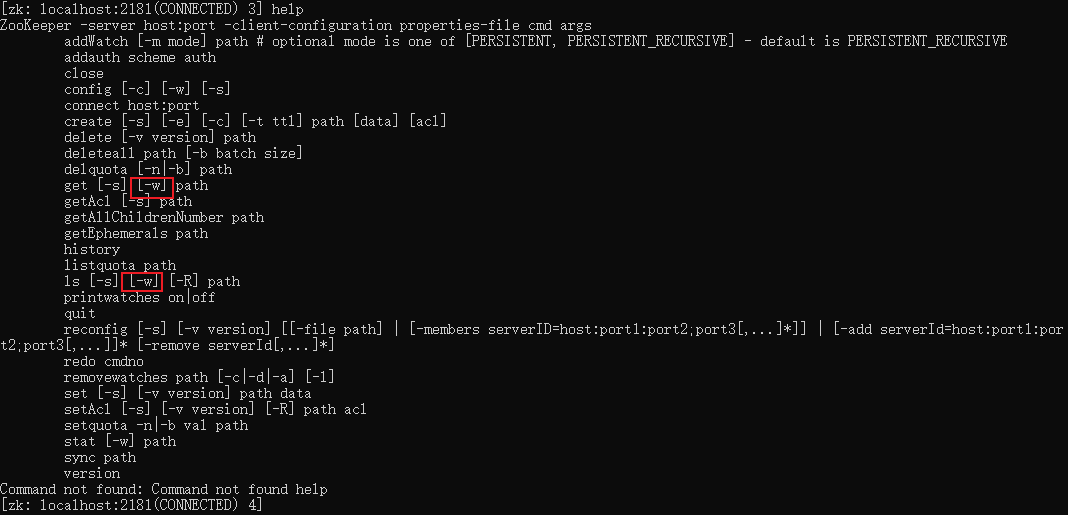 [zk: localhost:2181(CONNECTED) 3] help
ZooKeeper -server host:port -client-configuration properties-file cmd args
addWatch [-m mode] path # optional mode is one of [PERSISTENT, PERSISTENT_RECURSIVE] - default is PERSISTENT_RECURSIVE
addauth scheme auth
close
config [-c] [-w] [-s]
connect host:port
create [-s] [-e] [-c] [-t ttl] path [data] [acl]
delete [-v version] path
deleteall path [-b batch size]
delquota [-n|-b] path
get [-s] [-w] path
getAcl [-s] path
getAllChildrenNumber path
getEphemerals path
history
listquota path
ls [-s] [-w] [-R] path
printwatches on|off
quit
reconfig [-s] [-v version] [[-file path] | [-members serverID=host:port1:port2;port3[,...]*]] | [-add serverId=host:port1:por
t2;port3[,...]]* [-remove serverId[,...]*]
redo cmdno
removewatches path [-c|-d|-a] [-l]
set [-s] [-v version] path data
setAcl [-s] [-v version] [-R] path acl
setquota -n|-b val path
stat [-w] path
sync path
version
Command not found: Command not found help
[zk: localhost:2181(CONNECTED) 4]